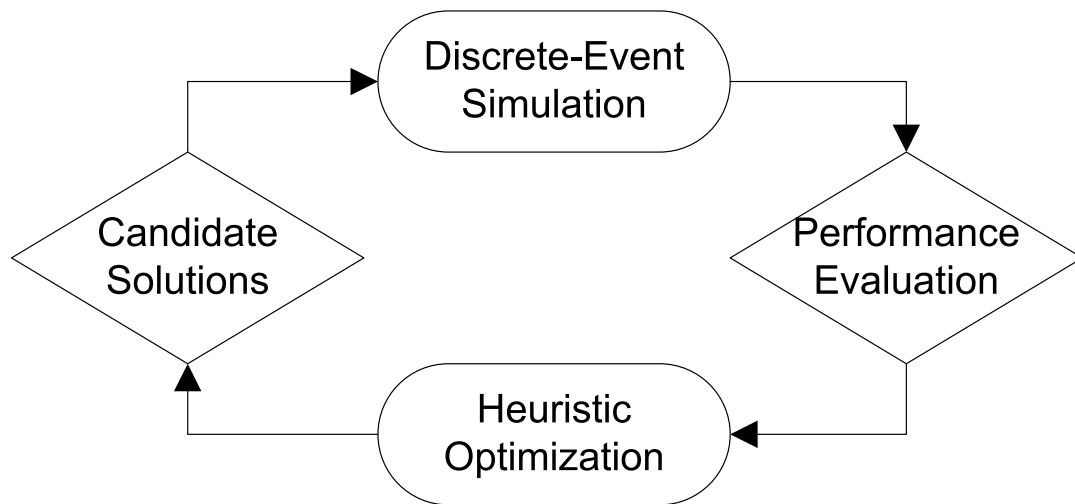 Discrete-Event
Simulation
Candidate
Solutions
Performance
Evaluation
Heuristic
Optimization